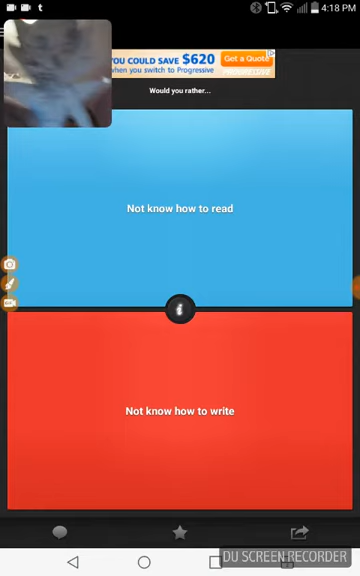 4:18 PM
YOU COULD SAVE $620
when you switch to Progressive
Get a Quote
PROGRESSIVE
Would you rather...
Not know how to read
Not know how to write
DU SCREEN RECORDER